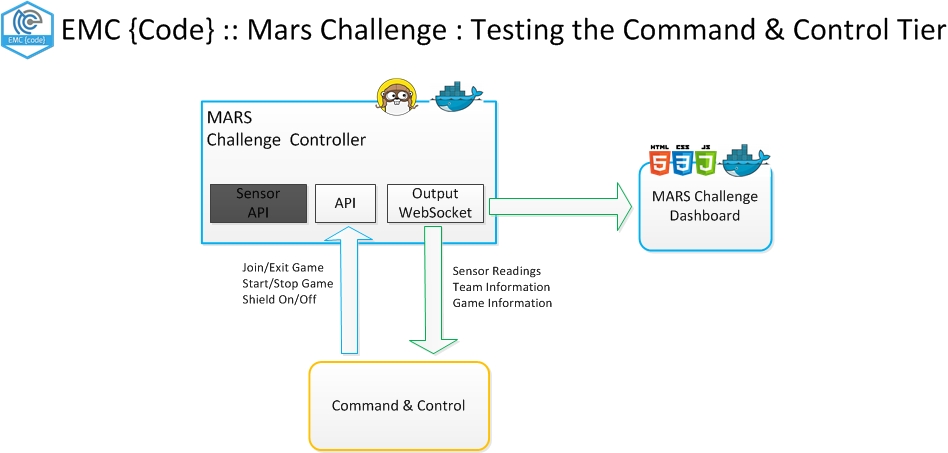 EMC {Code} :: Mars Challenge : Testing the Command & Control Tier
EMC {code}
MARS
Challenge Controller
Sensor
API
API
Output
WebSocket
HTML
CSS
JS
5
3
J
MARS Challenge
Dashboard
Join/Exit Game
Start/Stop Game
Shield On/Off
Sensor Readings
Team Information
Game Information
Command & Control